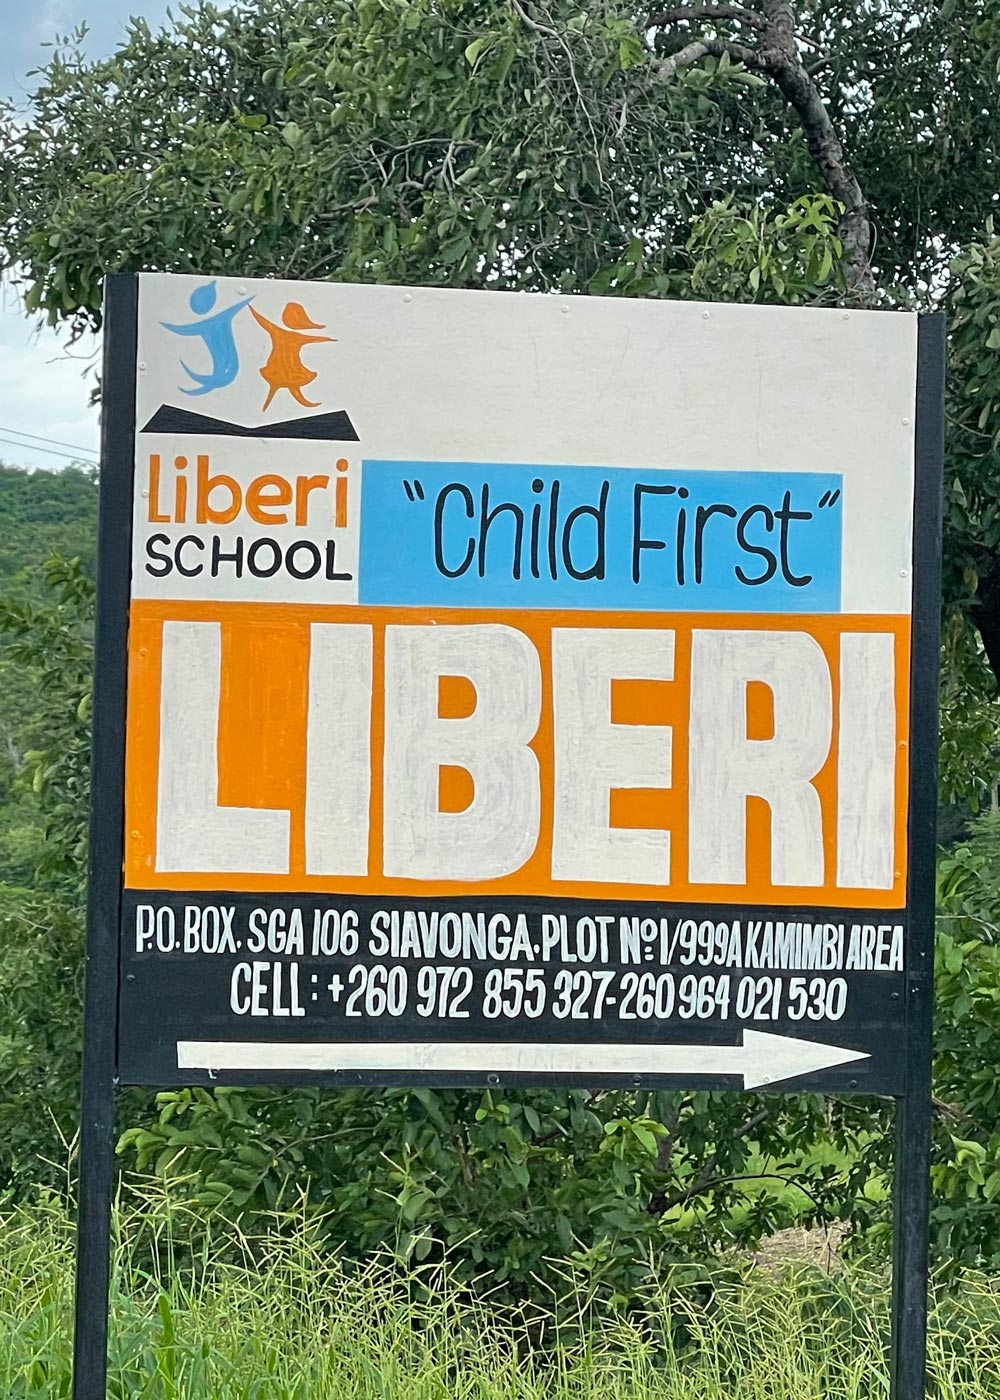 Liberi
SCHOOL
"Child First"
LIBERI
P.O. BOX. SGA 106 SIAVONGA. PLOT Nº 1/999A KAMIMBI AREA
CELL: +260 972 855 327-260 964 021 530